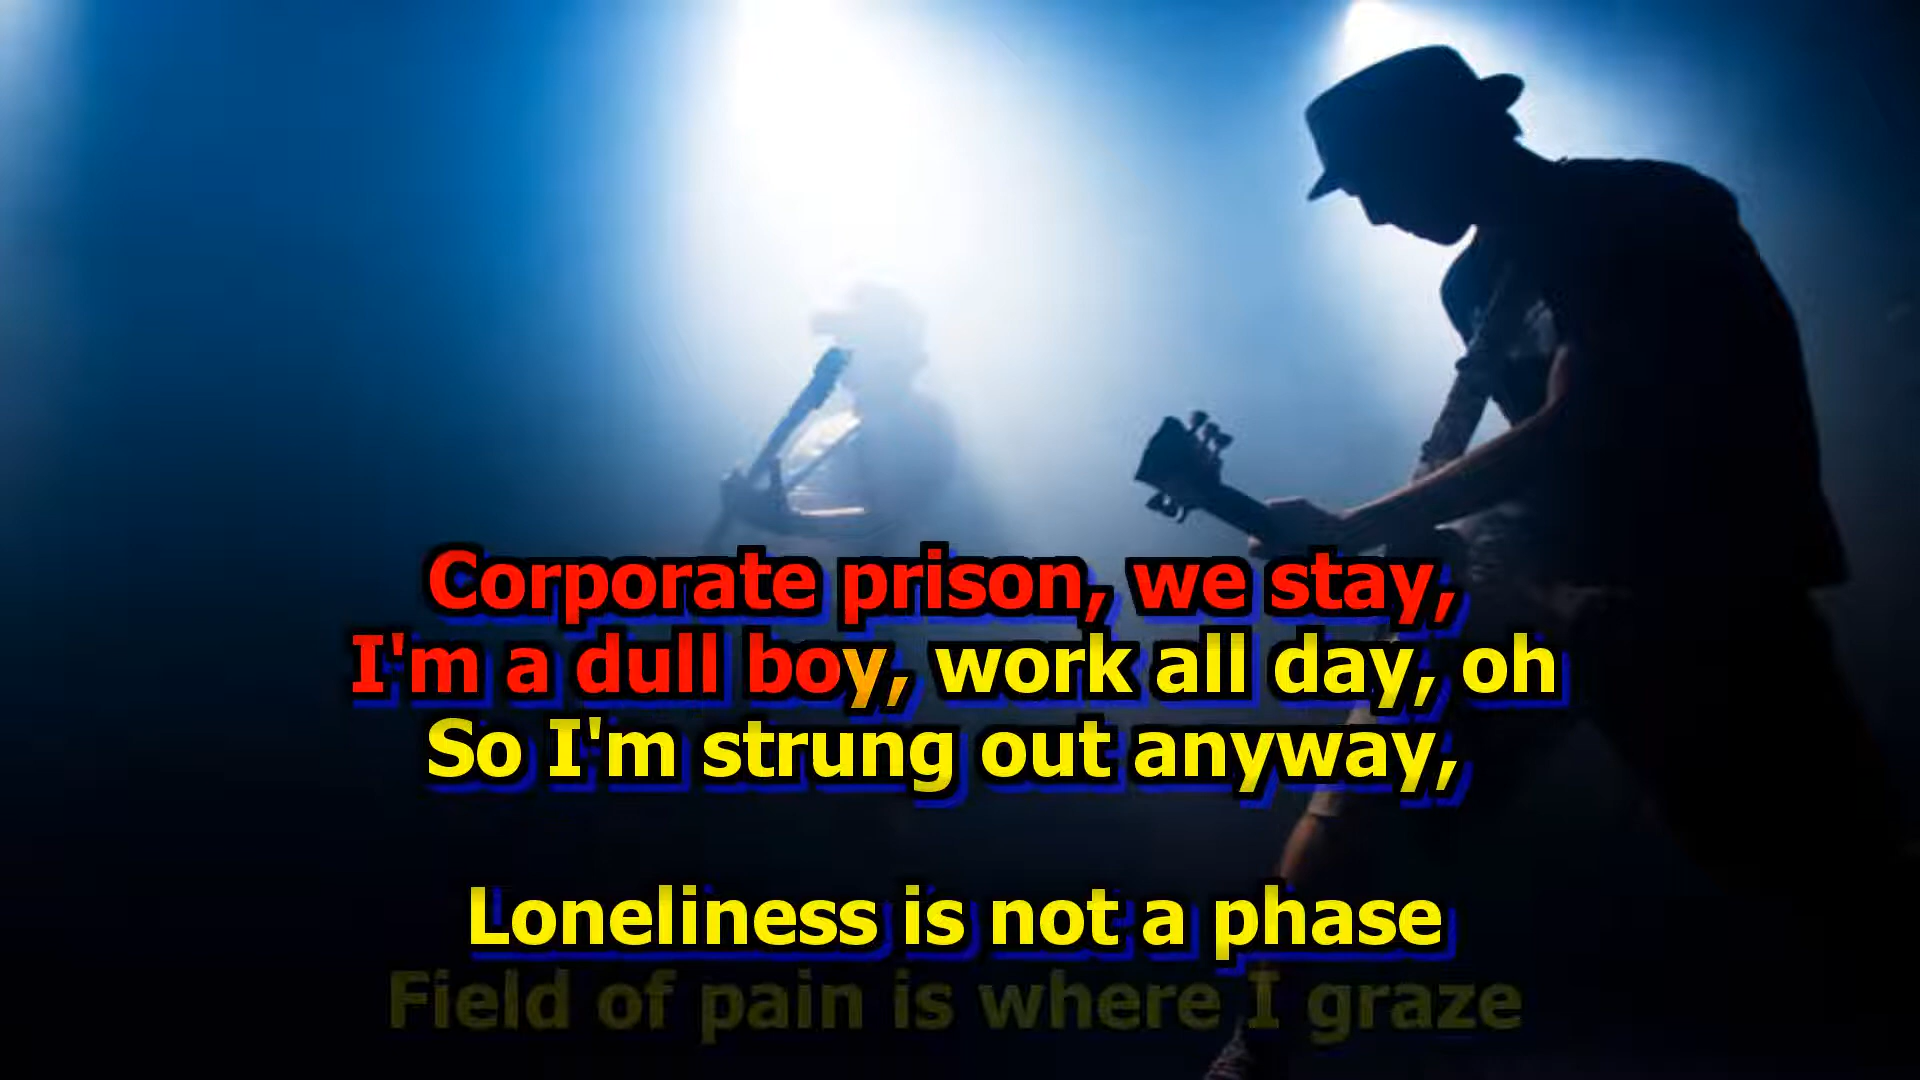 Corporate prison, we stay,
I'm a dull boy, work all day, oh
So I'm strung out anyway,
Loneliness is not a phase
Field of pain is where I graze